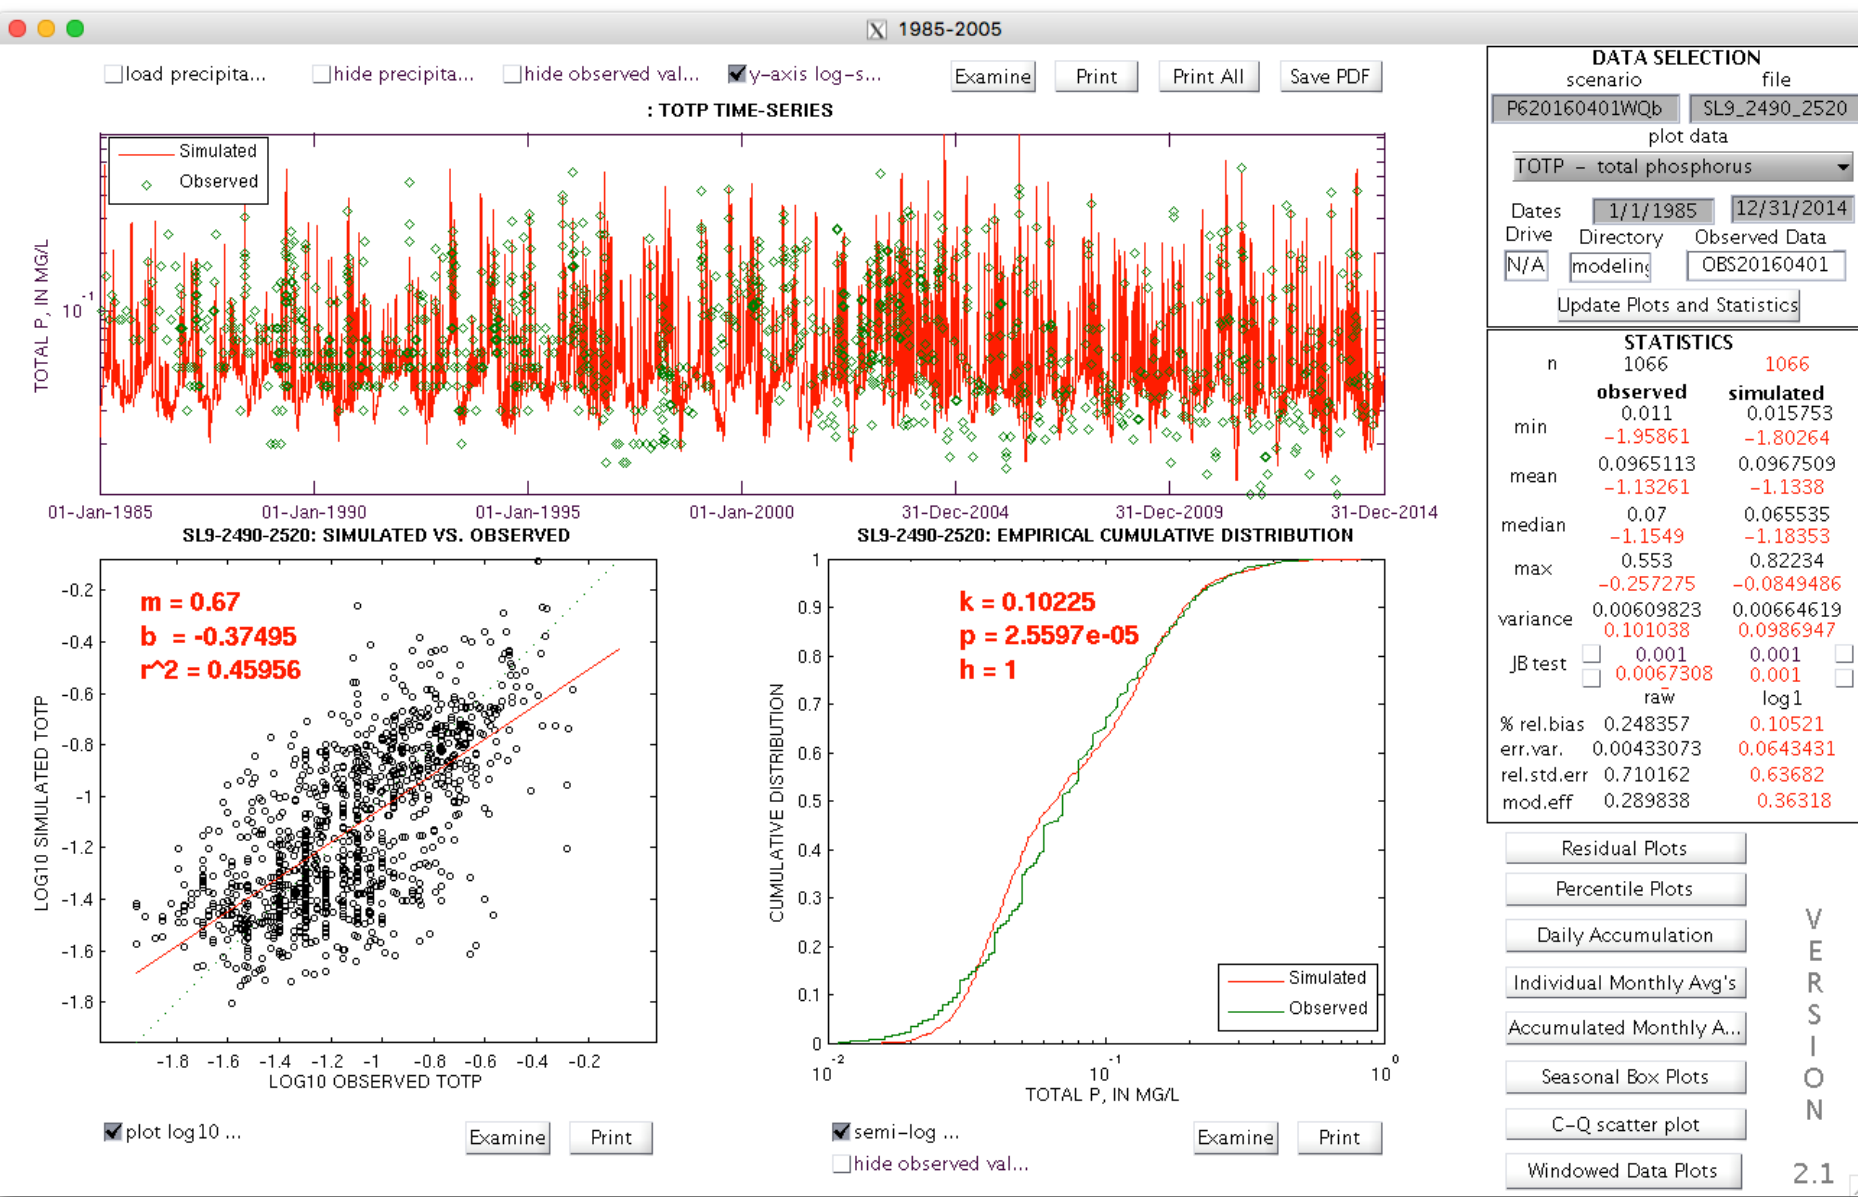 1985-2005
load precipita...
hide precipita...
hide observed val...
y-axis log-s...
Examine
Print
Print All
Save PDF
: TOTP TIME-SERIES
Simulated
Observed
TOTAL P, IN MG/L
10^-1
01-Jan-1985
01-Jan-1990
01-Jan-1995
01-Jan-2000
31-Dec-2004
31-Dec-2009
31-Dec-2014
SL9-2490-2520: SIMULATED VS. OBSERVED
m = 0.67
b = -0.37495
r^2 = 0.45956
LOG10 SIMULATED TOTP
-0.2
-0.4
-0.6
-0.8
-1
-1.2
-1.4
-1.6
-1.8
-1.8 -1.6 -1.4 -1.2 -1 -0.8 -0.6 -0.4 -0.2
LOG10 OBSERVED TOTP
plot log10 ...
Examine
Print
SL9-2490-2520: EMPIRICAL CUMULATIVE DISTRIBUTION
k = 0.10225
p = 2.5597e-05
h = 1
CUMULATIVE DISTRIBUTION
1
0.9
0.8
0.7
0.6
0.5
0.4
0.3
0.2
0.1
0
Simulated
Observed
10^-2 10^-1 10^0
TOTAL P, IN MG/L
semi-log ...
hide observed val...
Examine
Print
DATA SELECTION
scenario file
P620160401WQb SL9_2490_2520
plot data
TOTP - total phosphorus
Dates 1/1/1985 12/31/2014
Drive Directory Observed Data
N/A modeling OBS20160401
Update Plots and Statistics
STATISTICS
n 1066 1066
observed simulated
min 0.011 0.015753
-1.95861 -1.80264
mean 0.0965113 0.0967509
-1.13261 -1.1338
median 0.07 0.065535
-1.1549 -1.18353
max 0.553 0.82234
-0.257275 -0.0849486
variance 0.00609823 0.00664619
0.101038 0.0986947
JB test 0.001 0.001
0.0067308 0.001
raw log1
% rel.bias 0.248357 0.10521
err.var. 0.00433073 0.0643431
rel.std.err 0.710162 0.63682
mod.eff 0.289838 0.36318
Residual Plots
Percentile Plots
Daily Accumulation
Individual Monthly Avg's
Accumulated Monthly A...
Seasonal Box Plots
C-Q scatter plot
Windowed Data Plots
VERSION
2.1